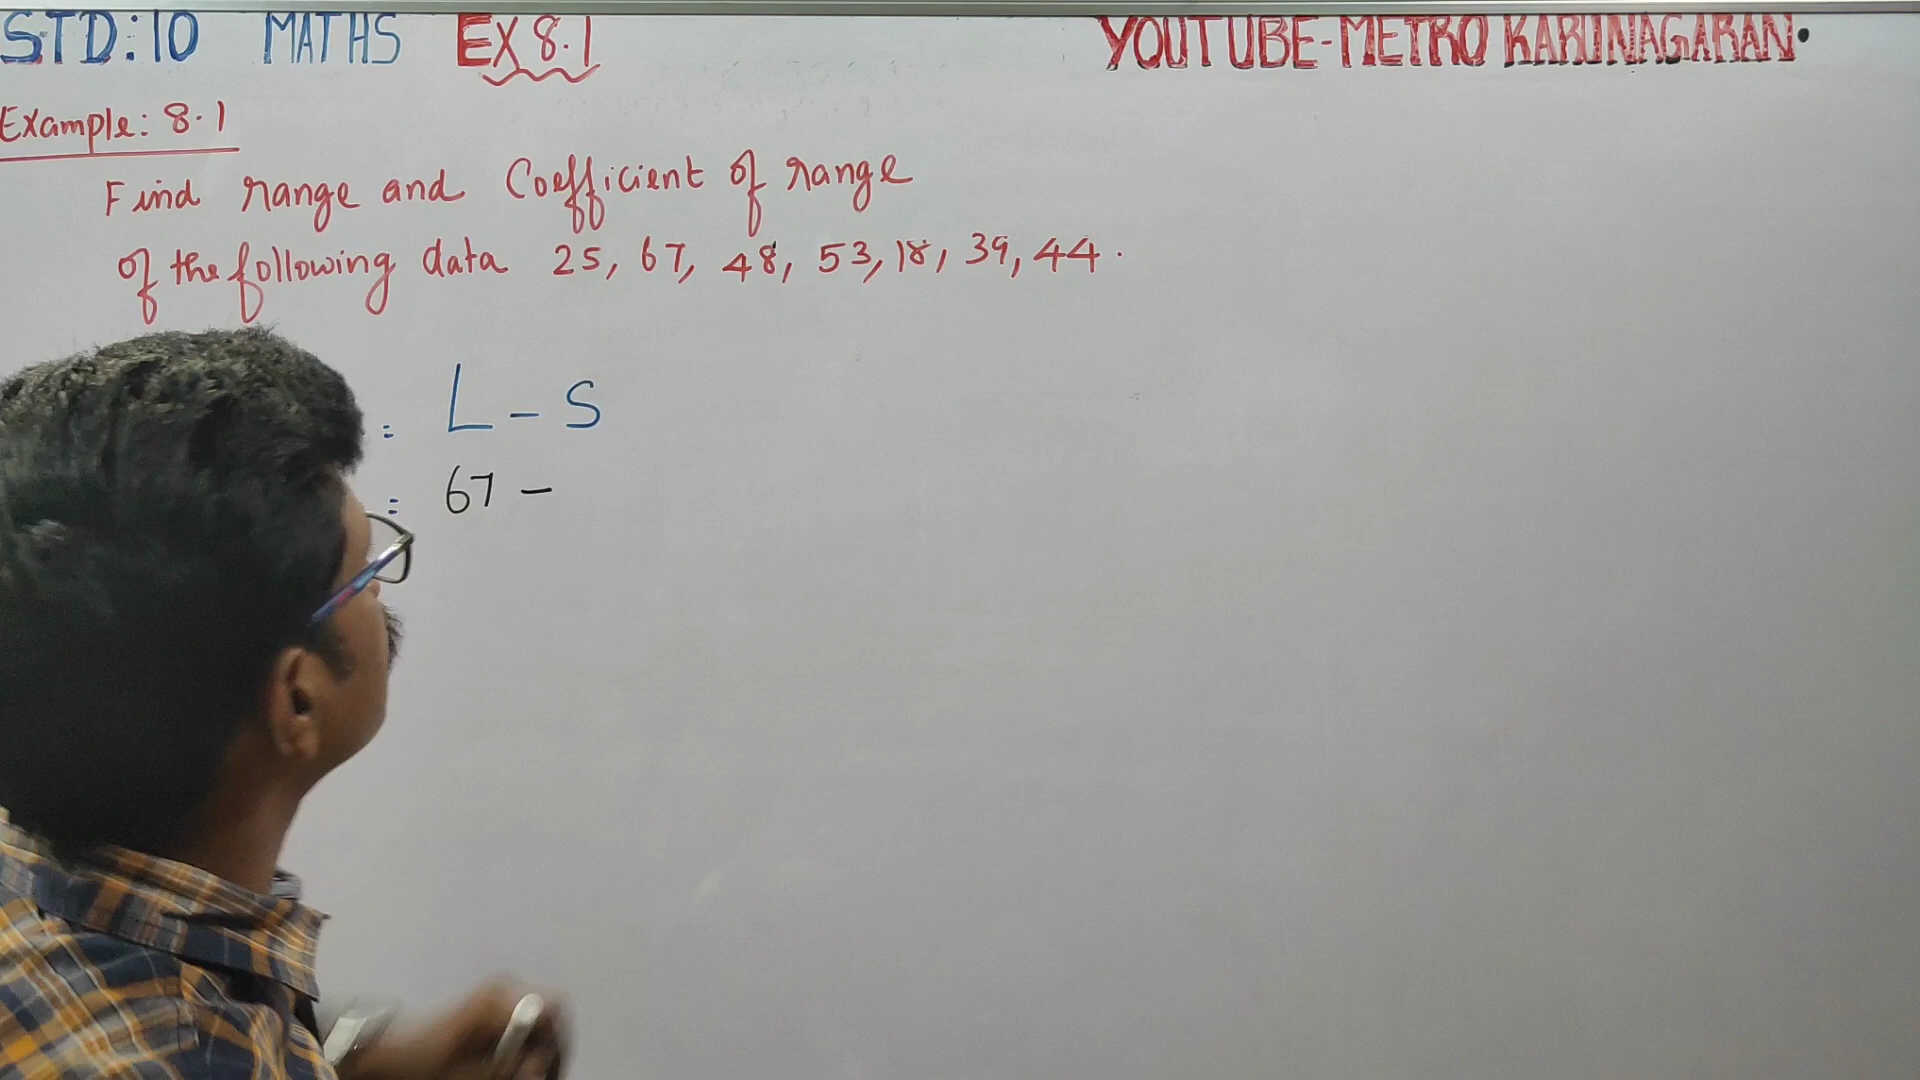 STD:10 MATHS EX 8.1 YOUTUBE-METRO KARUNAGARAN.
Example: 8.1
Find range and Coefficient of range
of the following data 25, 67, 48, 53, 18, 39, 44.
= L - S
= 67 -